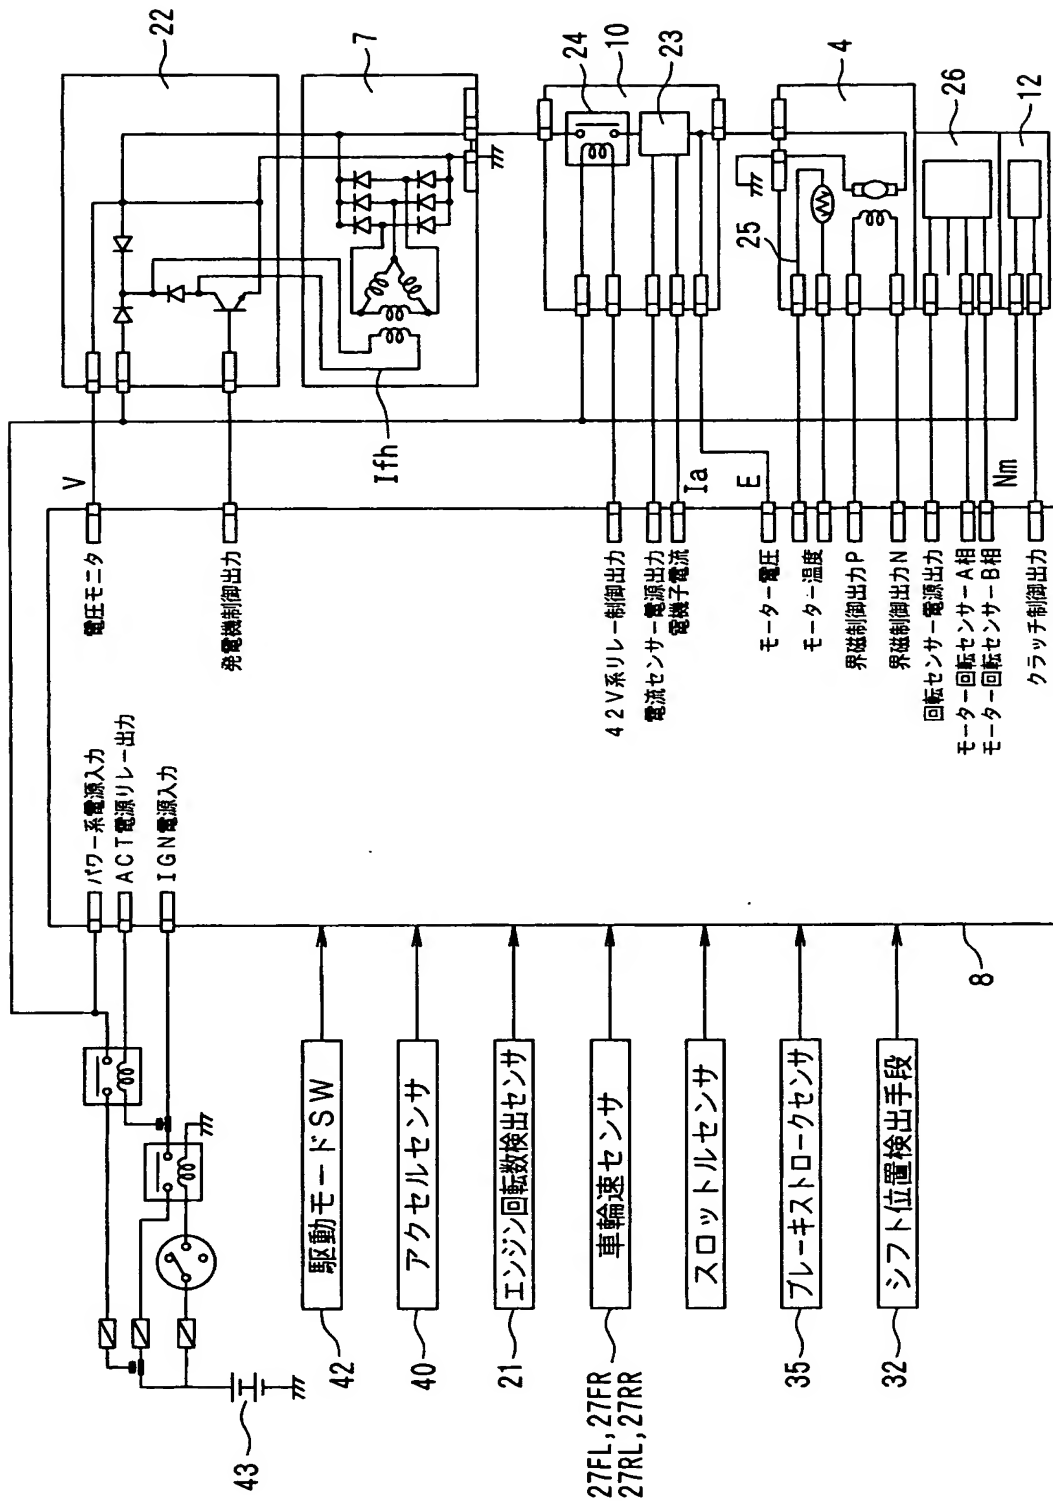 22
7
24
10
23
4
26
12
25
V
Ifh
Ia
E
Nm
電圧モニタ
発電機制御出力
42V系リレー制御出力
電流センサー電源出力
電機子電流
モーター電圧
モーター温度
界磁制御出力P
界磁制御出力N
回転センサー電源出力
モーター回転センサーA相
モーター回転センサーB相
クラッチ制御出力
パワー系電源入力
ACT電源リレー出力
IGN電源入力
8
駆動モードSW
アクセルセンサ
エンジン回転数検出センサ
車輪速センサ
スロットルセンサ
ブレーキストロークセンサ
シフト位置検出手段
43
42
40
21
27FL,27FR
27RL,27RR
35
32